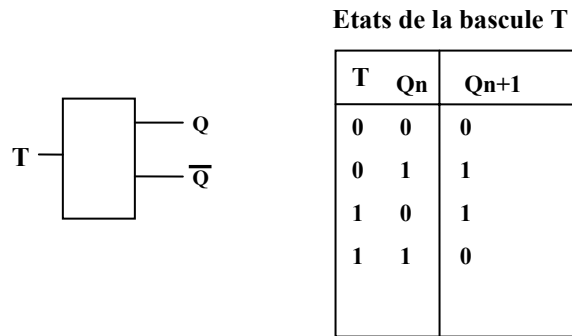 Etats de la bascule T
T Qn Qn+1
0 0 0
0 1 1
1 0 1
1 1 0
T
Q
Q̅